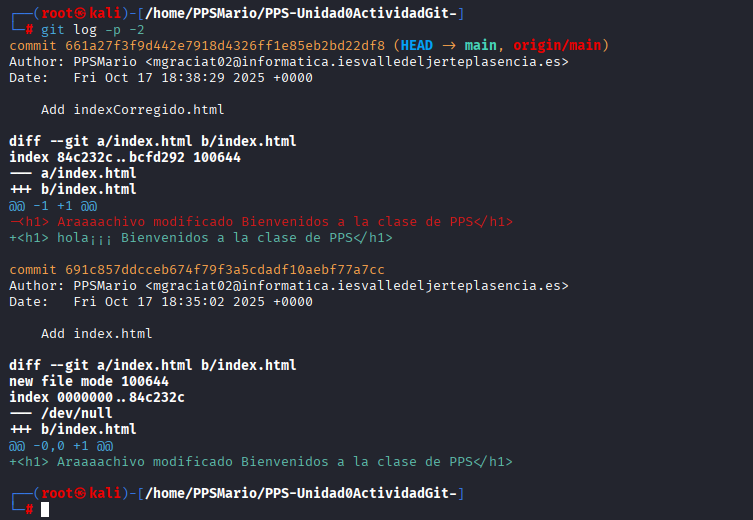 ┌──(root㉿kali)-[/home/PPSMario/PPS-Unidad0ActividadGit-]
└─# git log -p -2
commit 661a27f3f9d442e7918d4326ff1e85eb2bd22df8 (HEAD -> main, origin/main)
Author: PPSMario <mgraciat02@informatica.iesvalledeljerteplasencia.es>
Date:   Fri Oct 17 18:38:29 2025 +0000

    Add indexCorregido.html

diff --git a/index.html b/index.html
index 84c232c..bcfd292 100644
--- a/index.html
+++ b/index.html
@@ -1 +1 @@
-<h1> Araaaachivo modificado Bienvenidos a la clase de PPS</h1>
+<h1> hola¡¡¡ Bienvenidos a la clase de PPS</h1>

commit 691c857ddcceb674f79f3a5cdadf10aebf77a7cc
Author: PPSMario <mgraciat02@informatica.iesvalledeljerteplasencia.es>
Date:   Fri Oct 17 18:35:02 2025 +0000

    Add index.html

diff --git a/index.html b/index.html
new file mode 100644
index 0000000..84c232c
--- /dev/null
+++ b/index.html
@@ -0,0 +1 @@
+<h1> Araaaachivo modificado Bienvenidos a la clase de PPS</h1>

┌──(root㉿kali)-[/home/PPSMario/PPS-Unidad0ActividadGit-]
└─#